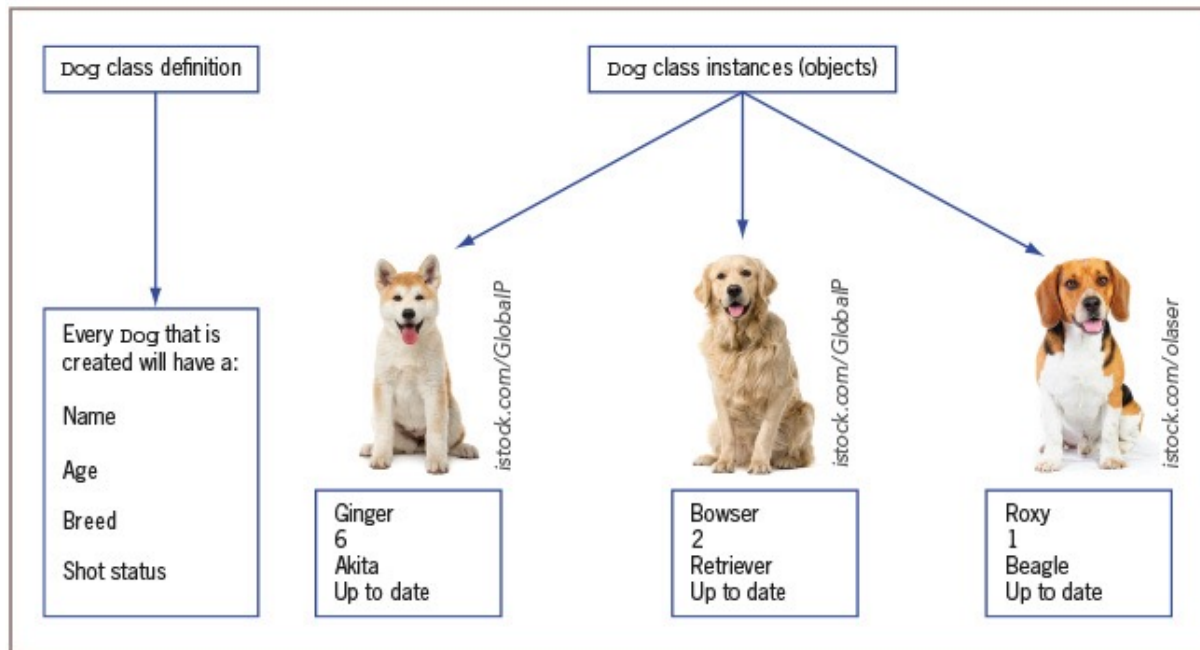 Dog class definition
Dog class instances (objects)
Every Dog that is
created will have a:
Name
Age
Breed
Shot status
istock.com/GlobalP
istock.com/GlobalP
istock.com/olaser
Ginger
6
Akita
Up to date
Bowser
2
Retriever
Up to date
Roxy
1
Beagle
Up to date